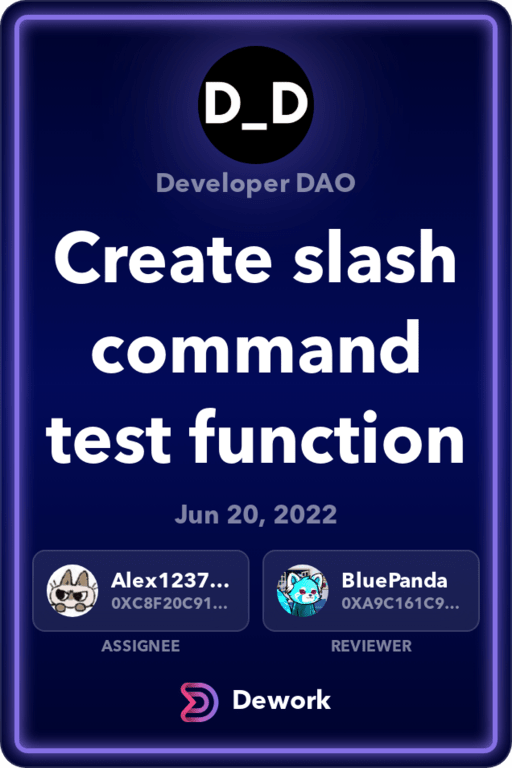 D_D
Developer DAO
Create slash
command
test function
Jun 20, 2022
Alex1237...
0XC8F20C91...
ASSIGNEE
BluePanda
0XA9C161C9...
REVIEWER
Dework